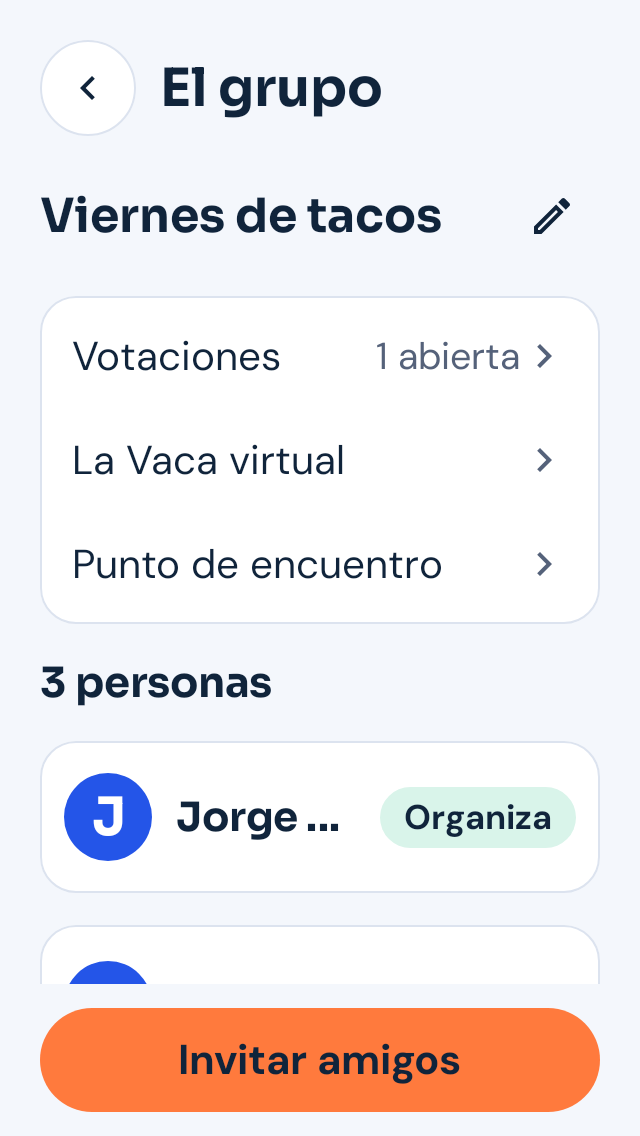 El grupo
Viernes de tacos
Votaciones 1 abierta
La Vaca virtual
Punto de encuentro
3 personas
J Jorge ... Organiza
Invitar amigos